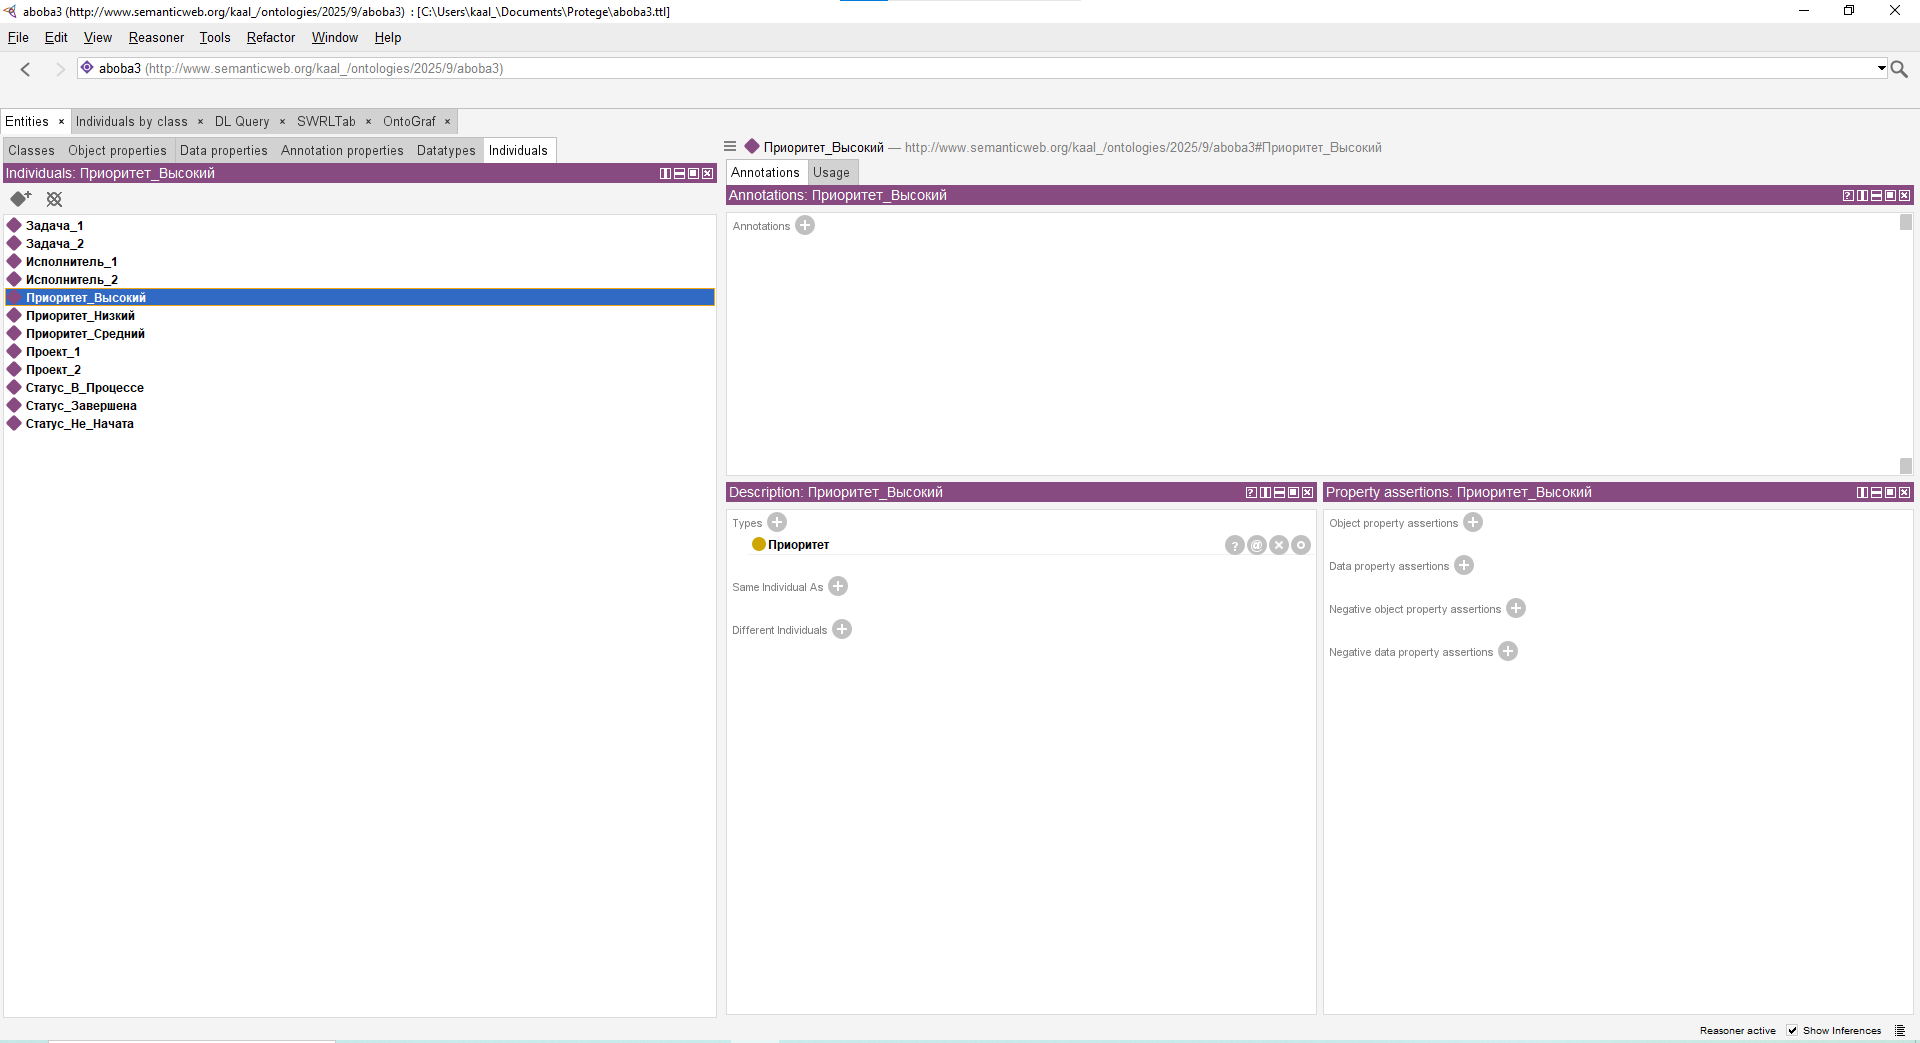 aboba3 (http://www.semanticweb.org/kaal_/ontologies/2025/9/aboba3) : [C:\Users\kaal_\Documents\Protege\aboba3.ttl]
File Edit View Reasoner Tools Refactor Window Help
aboba3 (http://www.semanticweb.org/kaal_/ontologies/2025/9/aboba3)
Entities × Individuals by class × DL Query × SWRLTab × OntoGraf ×
Classes Object properties Data properties Annotation properties Datatypes Individuals
Individuals: Приоритет_Высокий
Задача_1
Задача_2
Исполнитель_1
Исполнитель_2
Приоритет_Высокий
Приоритет_Низкий
Приоритет_Средний
Проект_1
Проект_2
Статус_В_Процессе
Статус_Завершена
Статус_Не_Начата
Приоритет_Высокий — http://www.semanticweb.org/kaal_/ontologies/2025/9/aboba3#Приоритет_Высокий
Annotations Usage
Annotations: Приоритет_Высокий
Annotations
Description: Приоритет_Высокий
Types
Приоритет
Same Individual As
Different Individuals
Property assertions: Приоритет_Высокий
Object property assertions
Data property assertions
Negative object property assertions
Negative data property assertions
Reasoner active Show Inferences